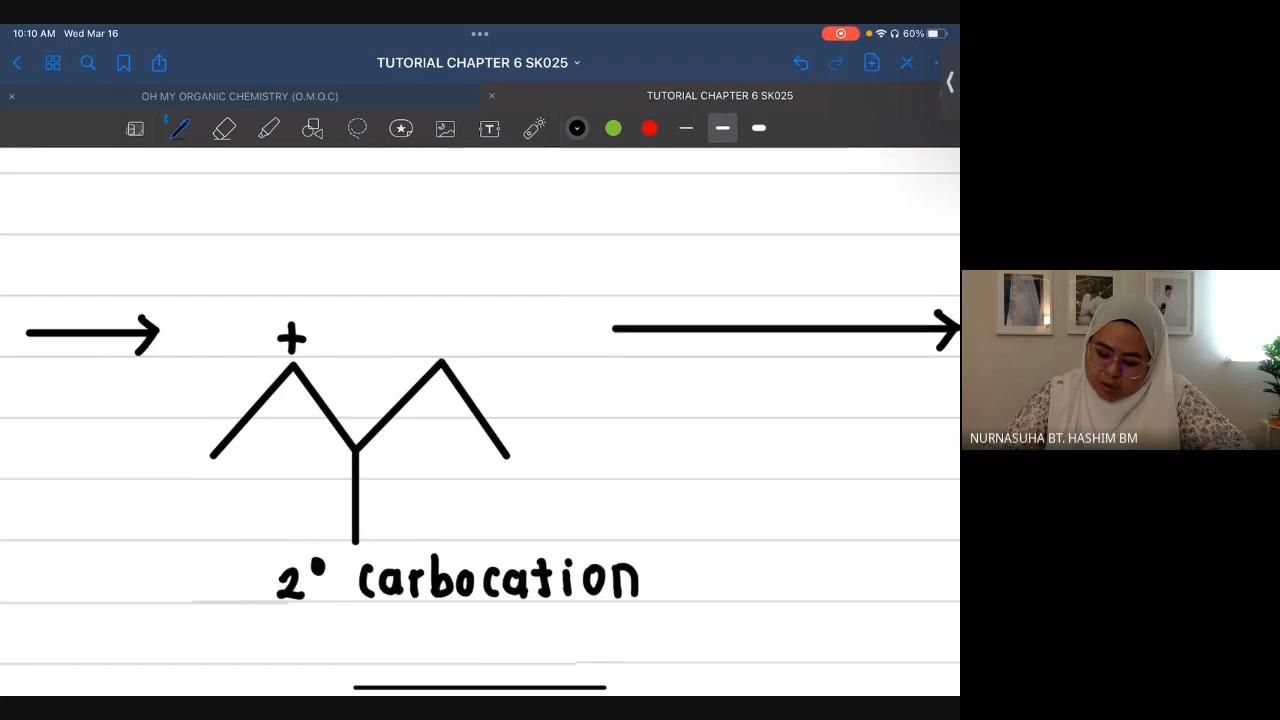 10:10 AM Wed Mar 16
60%
TUTORIAL CHAPTER 6 SK025
OH MY ORGANIC CHEMISTRY (O.M.O.C)
TUTORIAL CHAPTER 6 SK025
T
+
2° carbocation
NURNASUHA BT. HASHIM BM